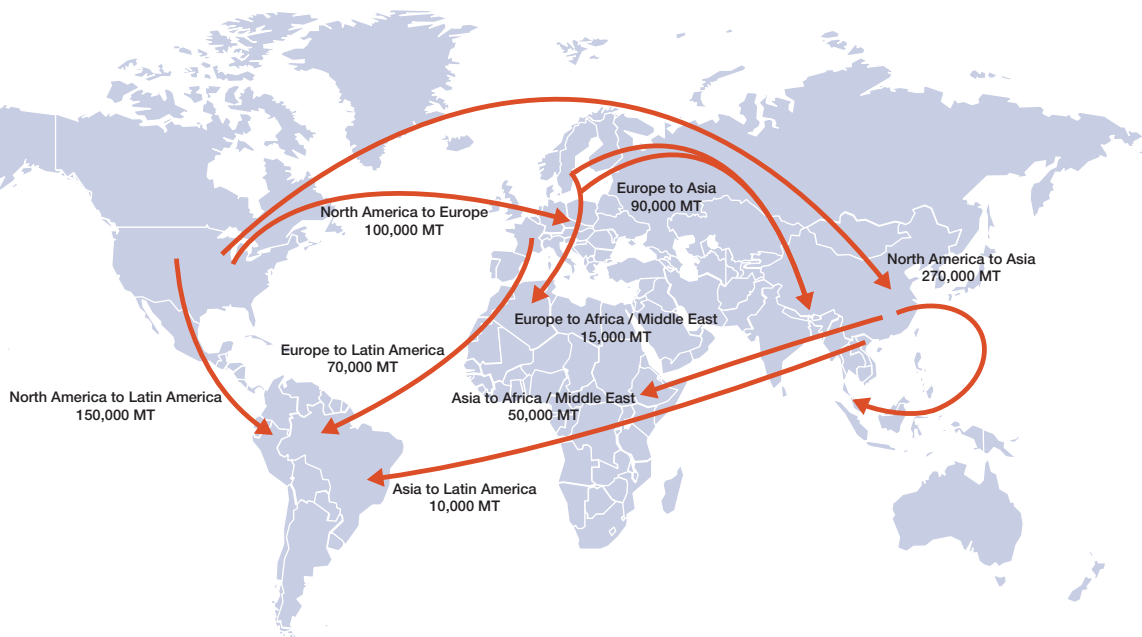 Europe to Asia
90,000 MT
North America to Europe
100,000 MT
North America to Asia
270,000 MT
Europe to Africa / Middle East
15,000 MT
Europe to Latin America
70,000 MT
North America to Latin America
150,000 MT
Asia to Africa / Middle East
50,000 MT
Asia to Latin America
10,000 MT